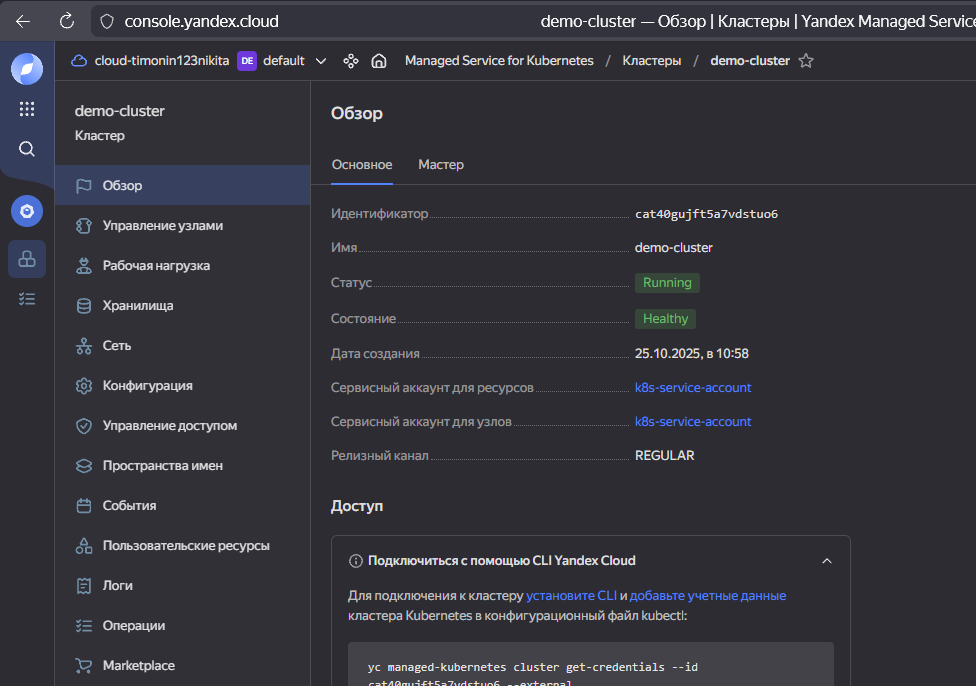 console.yandex.cloud
demo-cluster — Обзор | Кластеры | Yandex Managed Service
cloud-timonin123nikita DE default Managed Service for Kubernetes / Кластеры / demo-cluster
demo-cluster
Кластер
Обзор
Управление узлами
Рабочая нагрузка
Хранилища
Сеть
Конфигурация
Управление доступом
Пространства имен
События
Пользовательские ресурсы
Логи
Операции
Marketplace
Обзор
Основное Мастер
Идентификатор cat40gujft5a7vdstuo6
Имя demo-cluster
Статус Running
Состояние Healthy
Дата создания 25.10.2025, в 10:58
Сервисный аккаунт для ресурсов k8s-service-account
Сервисный аккаунт для узлов k8s-service-account
Релизный канал REGULAR
Доступ
Подключиться с помощью CLI Yandex Cloud
Для подключения к кластеру установите CLI и добавьте учетные данные
кластера Kubernetes в конфигурационный файл kubectl:
yc managed-kubernetes cluster get-credentials --id
cat40gujft5a7vdstuo6 --external